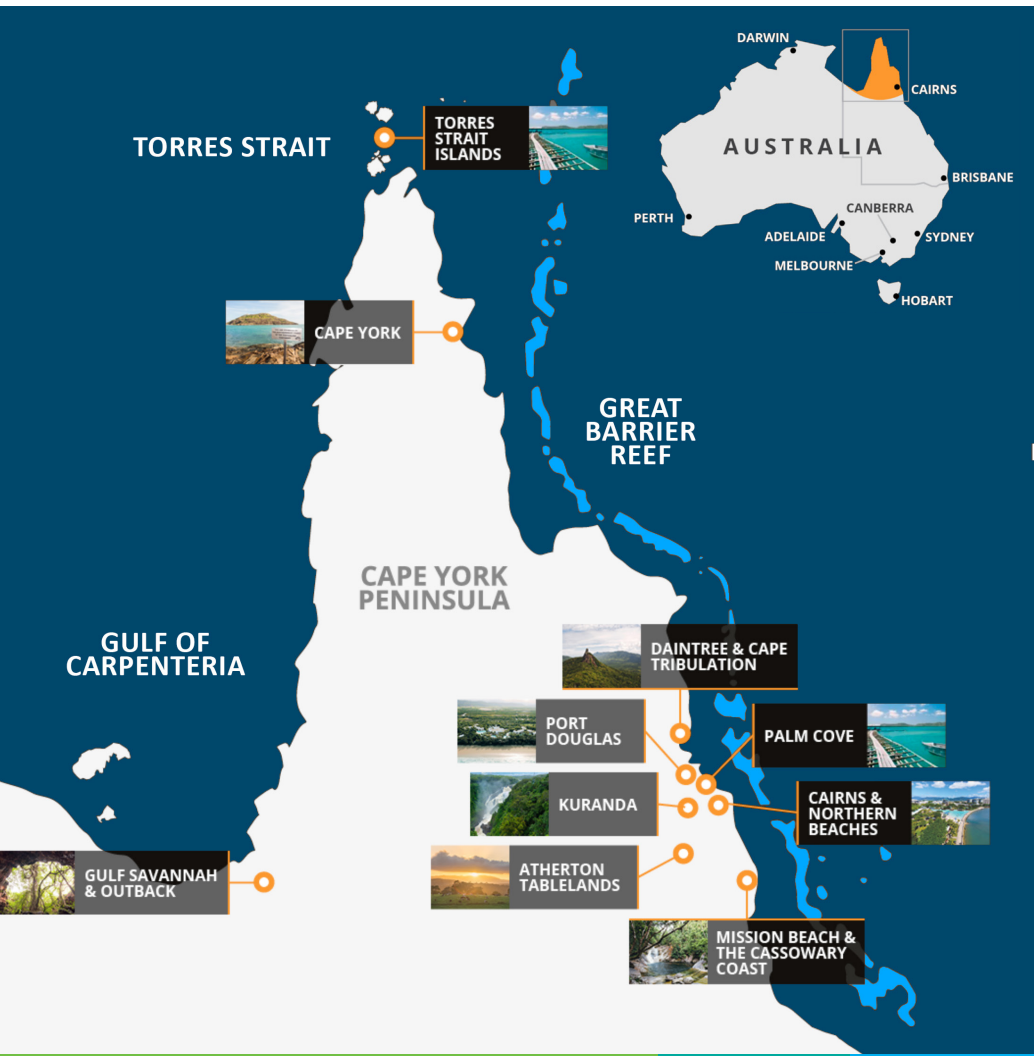 DARWIN
CAIRNS
AUSTRALIA
BRISBANE
CANBERRA
PERTH
ADELAIDE
SYDNEY
MELBOURNE
HOBART
TORRES STRAIT
TORRES
STRAIT
ISLANDS
CAPE YORK
GREAT
BARRIER
REEF
CAPE YORK
PENINSULA
GULF OF
CARPENTERIA
DAINTREE & CAPE
TRIBULATION
PORT
DOUGLAS
PALM COVE
KURANDA
CAIRNS &
NORTHERN
BEACHES
ATHERTON
TABLELANDS
GULF SAVANNAH
& OUTBACK
MISSION BEACH &
THE CASSOWARY
COAST